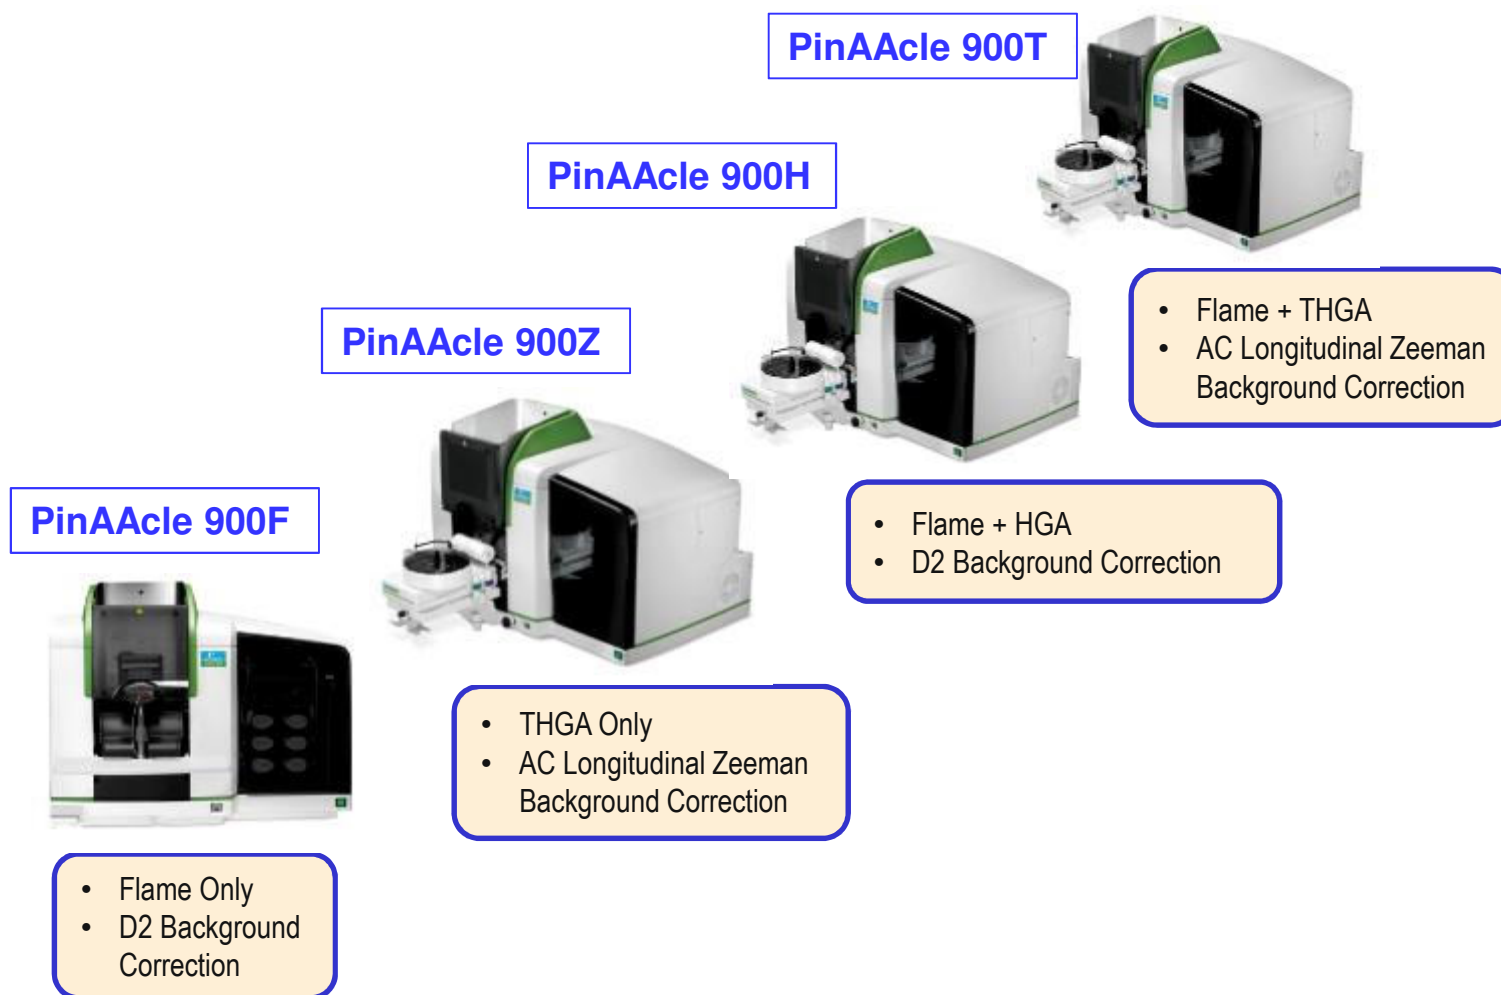 PinAAcle 900T
PinAAcle 900H
• Flame + THGA
• AC Longitudinal Zeeman
Background Correction
PinAAcle 900Z
PinAAcle 900F
• Flame + HGA
• D2 Background Correction
• THGA Only
• AC Longitudinal Zeeman
Background Correction
• Flame Only
• D2 Background
Correction